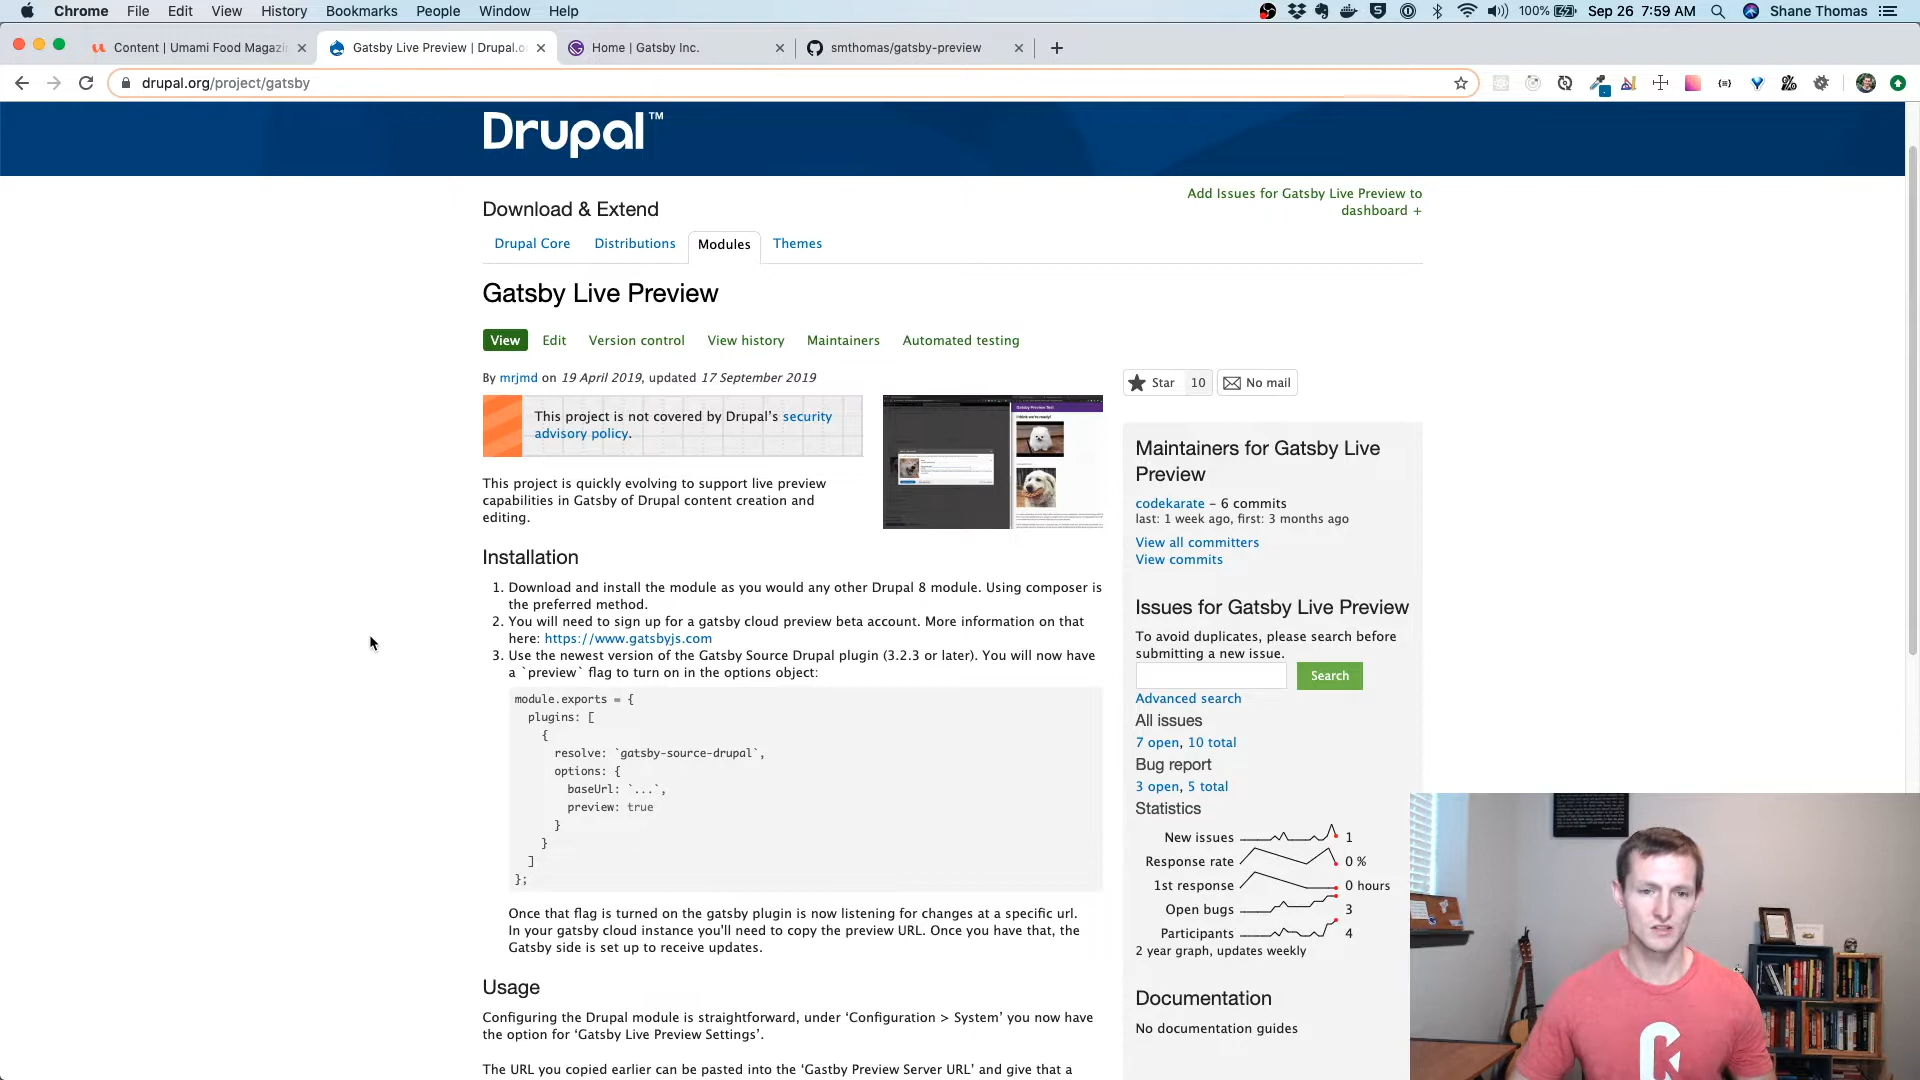 Chrome File Edit View History Bookmarks People Window Help 100% Sep 26 7:59 AM Shane Thomas
Content | Umami Food Magazi
Gatsby Live Preview | Drupal.o
Home | Gatsby Inc.
smthomas/gatsby-preview
drupal.org/project/gatsby
Drupal™
Add Issues for Gatsby Live Preview to
dashboard +
Download & Extend
Drupal Core Distributions Modules Themes
Gatsby Live Preview
View Edit Version control View history Maintainers Automated testing
By mrjmd on 19 April 2019, updated 17 September 2019
This project is not covered by Drupal's security
advisory policy.
This project is quickly evolving to support live preview
capabilities in Gatsby of Drupal content creation and
editing.
Installation
1. Download and install the module as you would any other Drupal 8 module. Using composer is
the preferred method.
2. You will need to sign up for a gatsby cloud preview beta account. More information on that
here: https://www.gatsbyjs.com
3. Use the newest version of the Gatsby Source Drupal plugin (3.2.3 or later). You will now have
a `preview` flag to turn on in the options object:
module.exports = {
plugins: [
{
resolve: `gatsby-source-drupal`,
options: {
baseUrl: `...`,
preview: true
}
}
]
};
Once that flag is turned on the gatsby plugin is now listening for changes at a specific url.
In your gatsby cloud instance you'll need to copy the preview URL. Once you have that, the
Gatsby side is set up to receive updates.
Usage
Configuring the Drupal module is straightforward, under ‘Configuration > System’ you now have
the option for ‘Gatsby Live Preview Settings’.
The URL you copied earlier can be pasted into the ‘Gastby Preview Server URL’ and give that a
Star 10 No mail
Maintainers for Gatsby Live
Preview
codekarate – 6 commits
last: 1 week ago, first: 3 months ago
View all committers
View commits
Issues for Gatsby Live Preview
To avoid duplicates, please search before
submitting a new issue.
Search
Advanced search
All issues
7 open, 10 total
Bug report
3 open, 5 total
Statistics
New issues 1
Response rate 0 %
1st response 0 hours
Open bugs 3
Participants 4
2 year graph, updates weekly
Documentation
No documentation guides